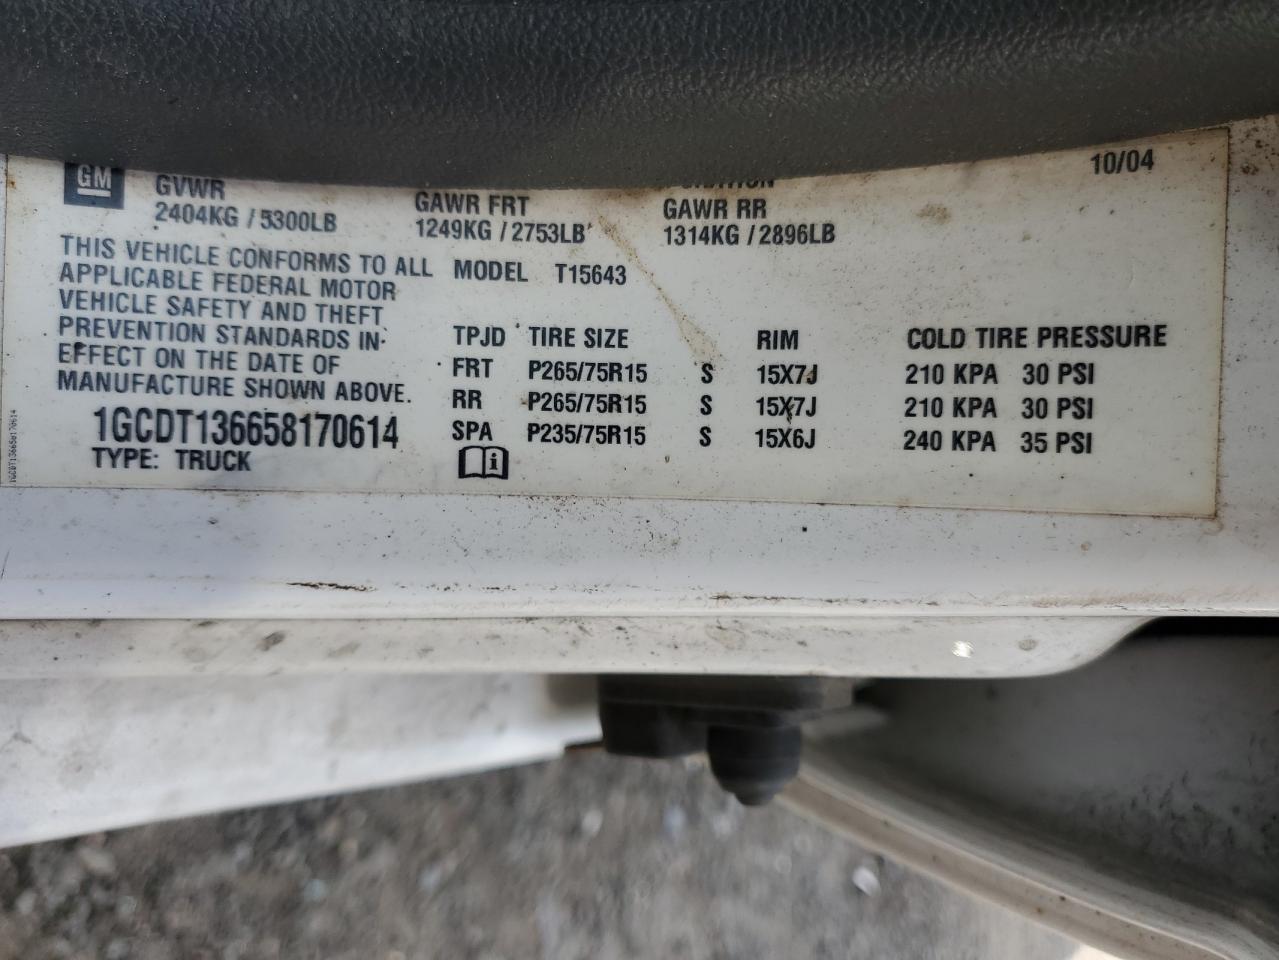 10/04
GM
GVWR GAWR FRT GAWR RR
2404KG / 5300LB 1249KG / 2753LB 1314KG / 2896LB
THIS VEHICLE CONFORMS TO ALL
APPLICABLE FEDERAL MOTOR
VEHICLE SAFETY AND THEFT
PREVENTION STANDARDS IN
EFFECT ON THE DATE OF
MANUFACTURE SHOWN ABOVE.
1GCDT136658170614
TYPE: TRUCK
MODEL T15643
TPJD TIRE SIZE RIM COLD TIRE PRESSURE
FRT P265/75R15 S 15X7J 210 KPA 30 PSI
RR P265/75R15 S 15X7J 210 KPA 30 PSI
SPA P235/75R15 S 15X6J 240 KPA 35 PSI
i
1GCDT136658170614